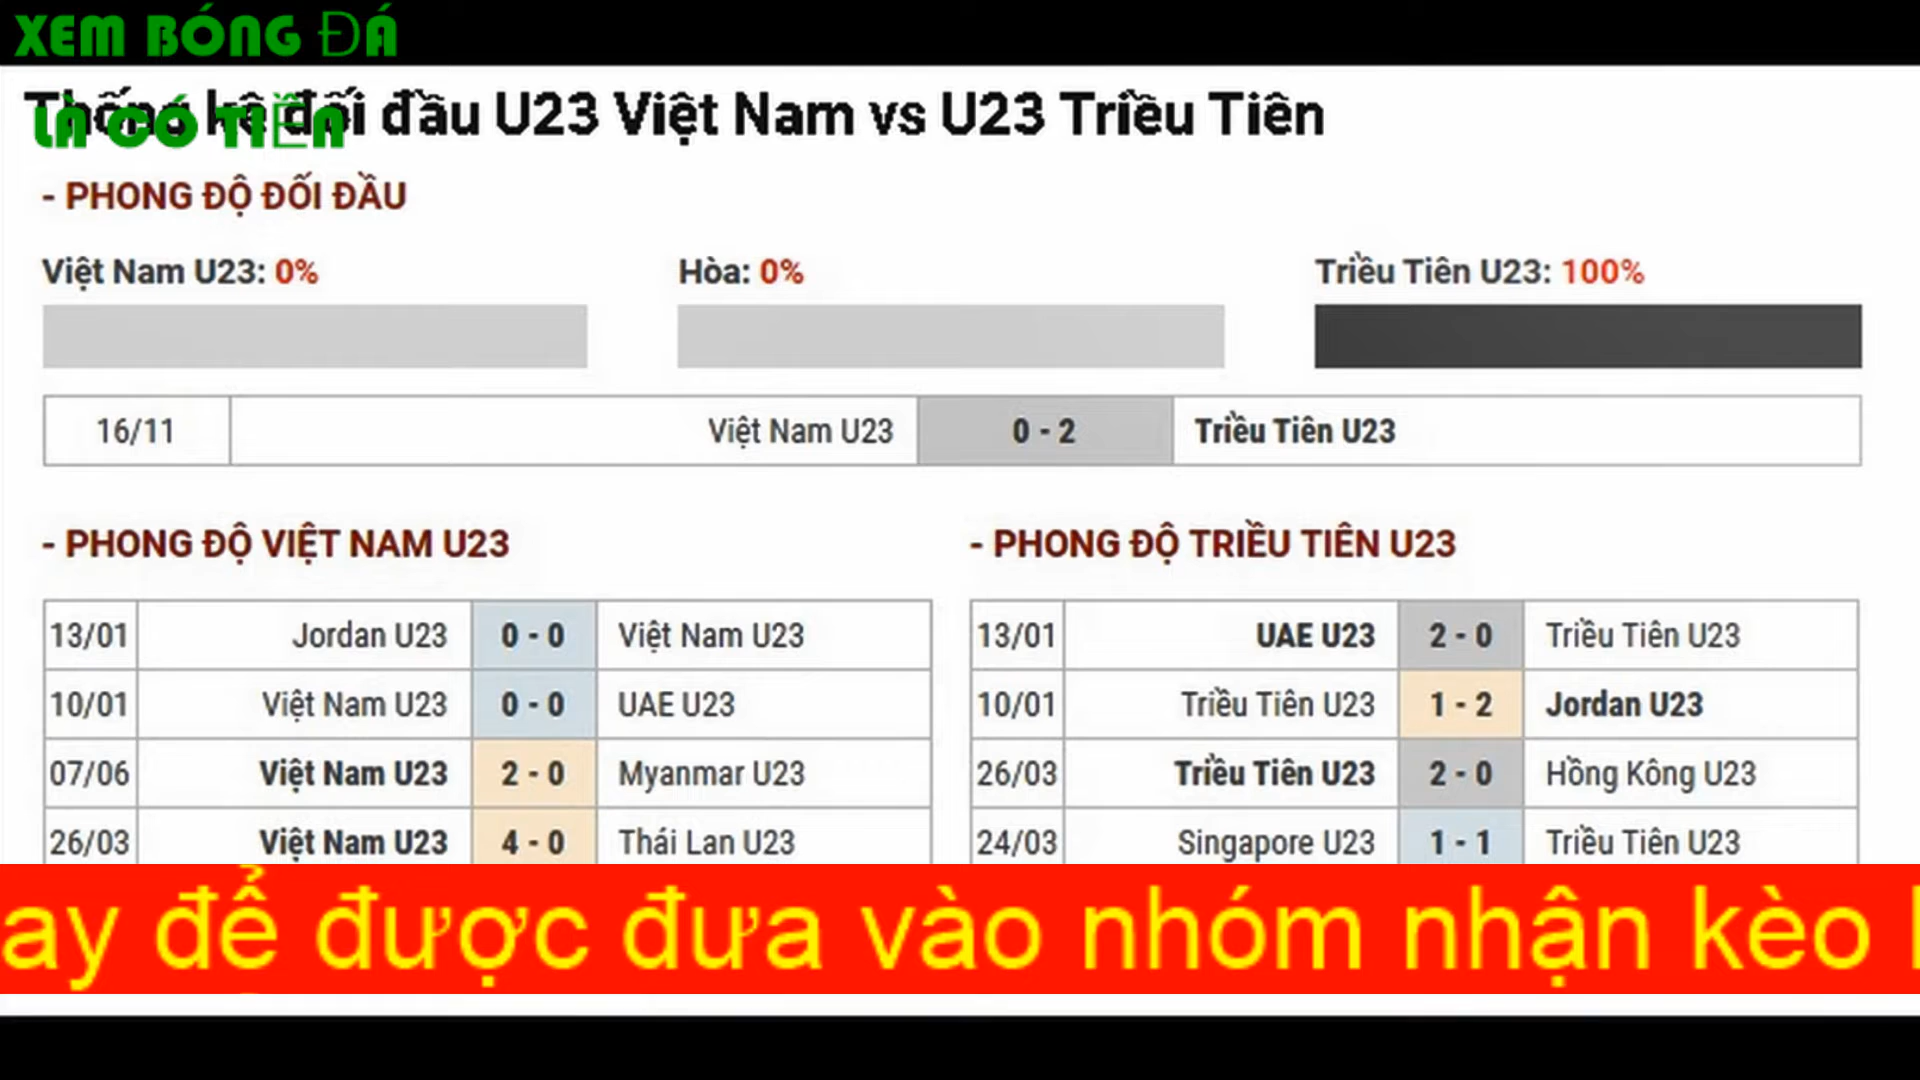 XEM BÓNG ĐÁ
LÀ CÓ TIỀN
Thống kê đối đầu U23 Việt Nam vs U23 Triều Tiên
- PHONG ĐỘ ĐỐI ĐẦU
Việt Nam U23: 0%
Hòa: 0%
Triều Tiên U23: 100%
16/11 Việt Nam U23 0 - 2 Triều Tiên U23
- PHONG ĐỘ VIỆT NAM U23
13/01 Jordan U23 0 - 0 Việt Nam U23
10/01 Việt Nam U23 0 - 0 UAE U23
07/06 Việt Nam U23 2 - 0 Myanmar U23
26/03 Việt Nam U23 4 - 0 Thái Lan U23
- PHONG ĐỘ TRIỀU TIÊN U23
13/01 UAE U23 2 - 0 Triều Tiên U23
10/01 Triều Tiên U23 1 - 2 Jordan U23
26/03 Triều Tiên U23 2 - 0 Hồng Kông U23
24/03 Singapore U23 1 - 1 Triều Tiên U23
ay để được đưa vào nhóm nhận kèo